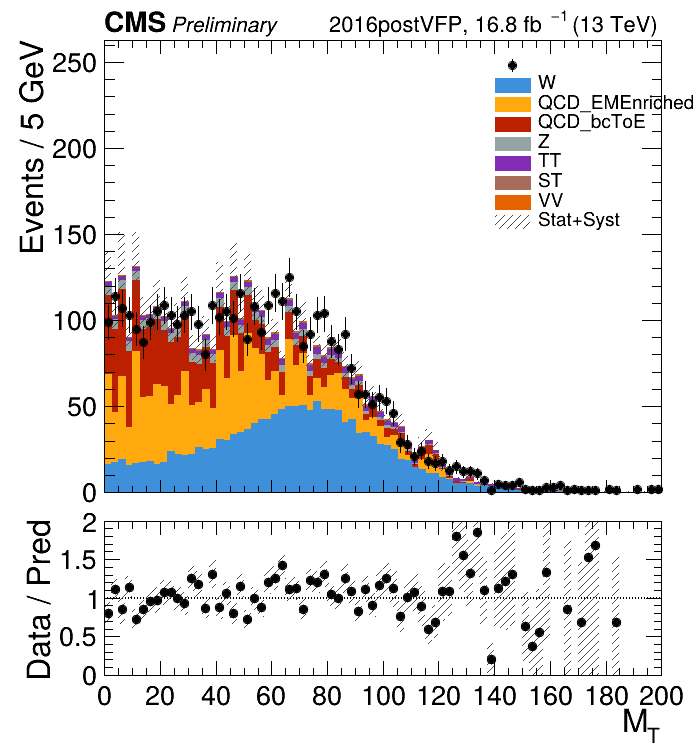 CMS Preliminary 2016postVFP, 16.8 fb⁻¹ (13 TeV)
Events / 5 GeV
250
200
150
100
50
0
W
QCD_EMEnriched
QCD_bcToE
Z
TT
ST
VV
Stat+Syst
Data / Pred
2
1.5
1
0.5
0
0 20 40 60 80 100 120 140 160 180 200
M_T